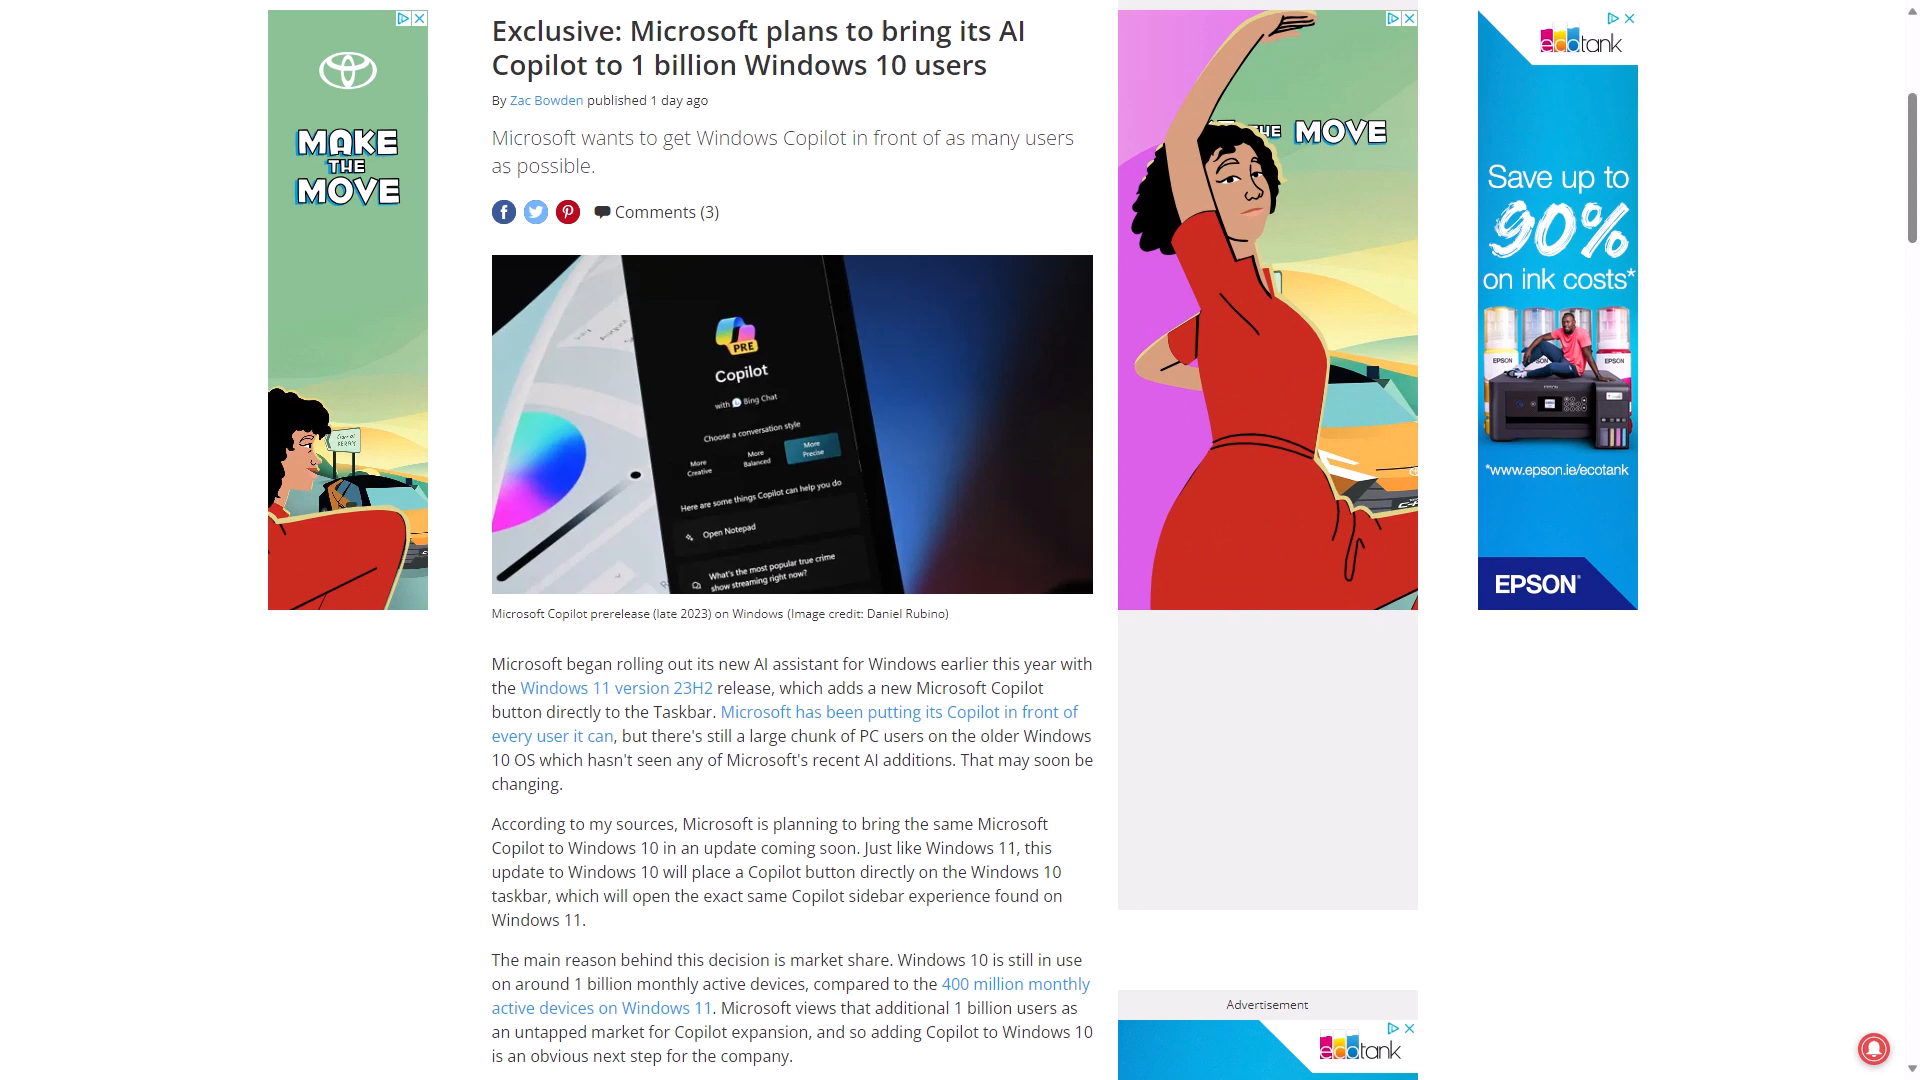 MAKE
THE
MOVE
Exclusive: Microsoft plans to bring its AI
Copilot to 1 billion Windows 10 users
By Zac Bowden published 1 day ago
Microsoft wants to get Windows Copilot in front of as many users
as possible.
Comments (3)
PRE
Copilot
with Bing Chat
Choose a conversation style
More
Creative
More
Balanced
More
Precise
Here are some things Copilot can help you do
Open Notepad
What's the most popular true crime
show streaming right now?
Microsoft Copilot prerelease (late 2023) on Windows (Image credit: Daniel Rubino)
Microsoft began rolling out its new AI assistant for Windows earlier this year with
the Windows 11 version 23H2 release, which adds a new Microsoft Copilot
button directly to the Taskbar. Microsoft has been putting its Copilot in front of
every user it can, but there's still a large chunk of PC users on the older Windows
10 OS which hasn't seen any of Microsoft's recent AI additions. That may soon be
changing.
According to my sources, Microsoft is planning to bring the same Microsoft
Copilot to Windows 10 in an update coming soon. Just like Windows 11, this
update to Windows 10 will place a Copilot button directly on the Windows 10
taskbar, which will open the exact same Copilot sidebar experience found on
Windows 11.
The main reason behind this decision is market share. Windows 10 is still in use
on around 1 billion monthly active devices, compared to the 400 million monthly
active devices on Windows 11. Microsoft views that additional 1 billion users as
an untapped market for Copilot expansion, and so adding Copilot to Windows 10
is an obvious next step for the company.
MOVE
Advertisement
ecotank
ecotank
Save up to
90%
on ink costs*
EPSON
EPSON
EPSON
*www.epson.ie/ecotank
EPSON